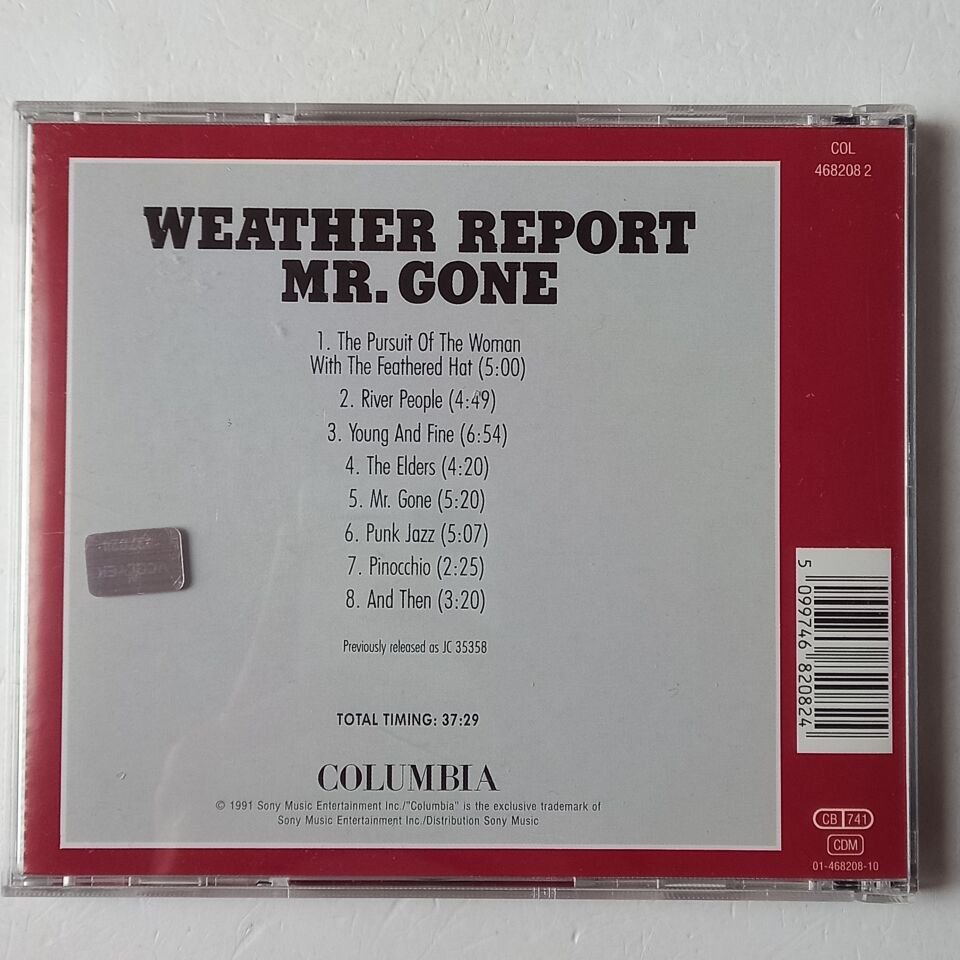 COL
468208 2
WEATHER REPORT
MR. GONE
1. The Pursuit Of The Woman
With The Feathered Hat (5:00)
2. River People (4:49)
3. Young And Fine (6:54)
4. The Elders (4:20)
5. Mr. Gone (5:20)
6. Punk Jazz (5:07)
7. Pinocchio (2:25)
8. And Then (3:20)
Previously released as JC 35358
TOTAL TIMING: 37:29
COLUMBIA
© 1991 Sony Music Entertainment Inc./"Columbia" is the exclusive trademark of
Sony Music Entertainment Inc./Distribution Sony Music
5 099746 820824
CB 741
CDM
01-468208-10